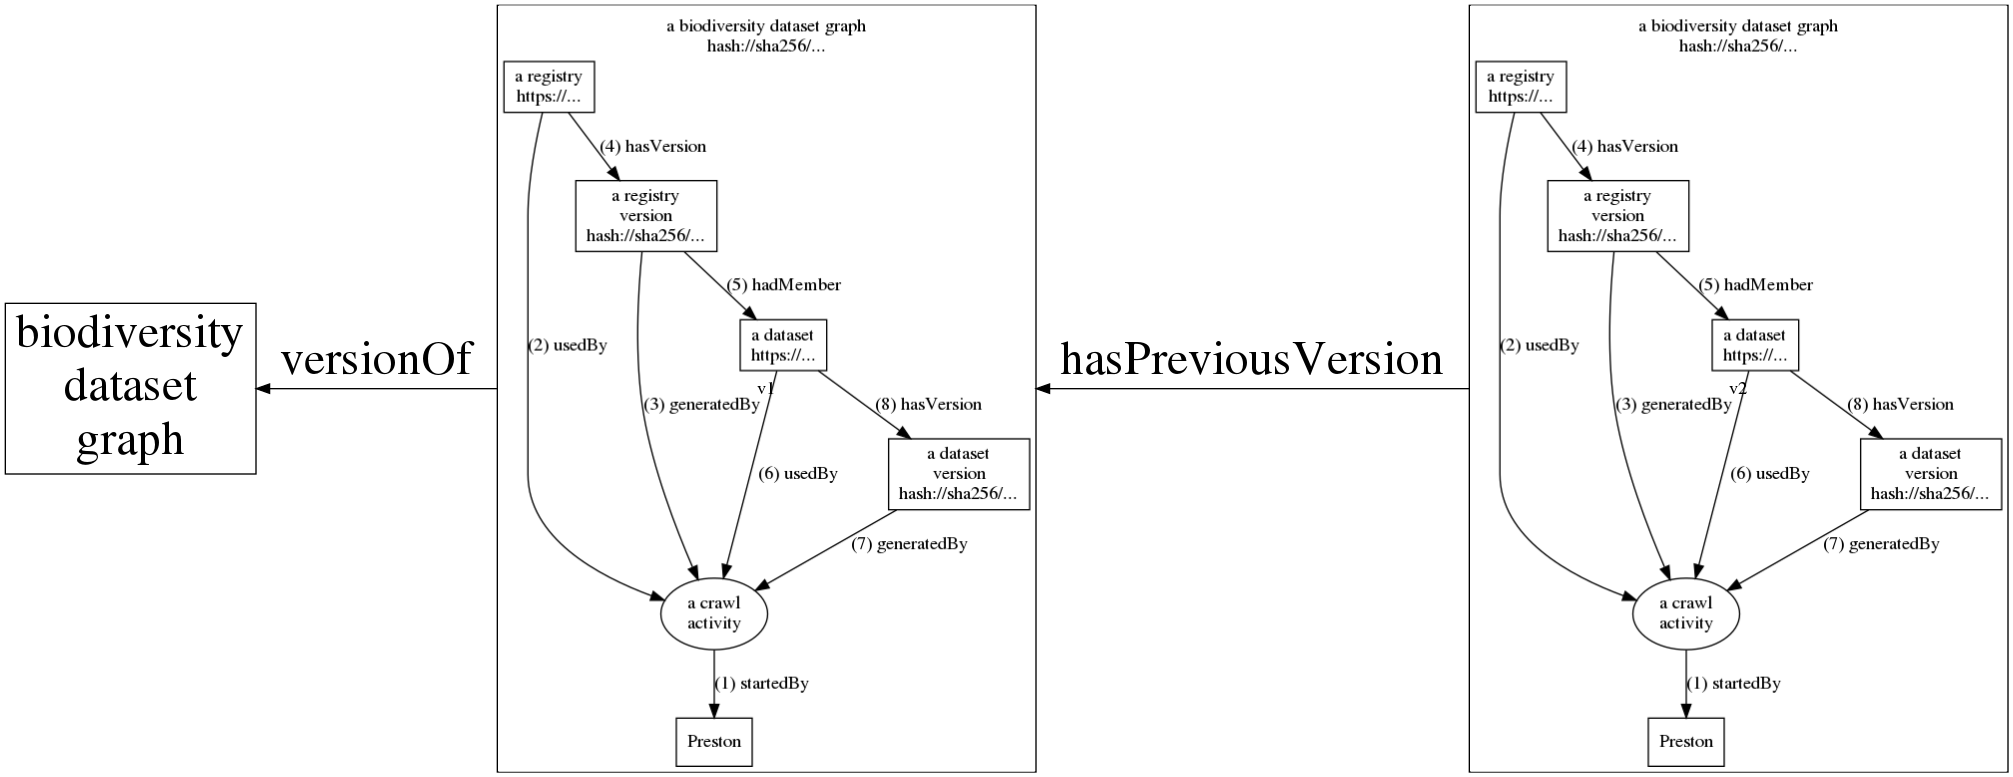 biodiversity
dataset
graph
versionOf
a biodiversity dataset graph
hash://sha256/...
a registry
https://...
(4) hasVersion
a registry
version
hash://sha256/...
(5) hadMember
(2) usedBy
a dataset
https://...
v1
(3) generatedBy
(8) hasVersion
(6) usedBy
a dataset
version
hash://sha256/...
(7) generatedBy
a crawl
activity
(1) startedBy
Preston
hasPreviousVersion
a biodiversity dataset graph
hash://sha256/...
a registry
https://...
(4) hasVersion
a registry
version
hash://sha256/...
(5) hadMember
(2) usedBy
a dataset
https://...
v2
(3) generatedBy
(8) hasVersion
(6) usedBy
a dataset
version
hash://sha256/...
(7) generatedBy
a crawl
activity
(1) startedBy
Preston